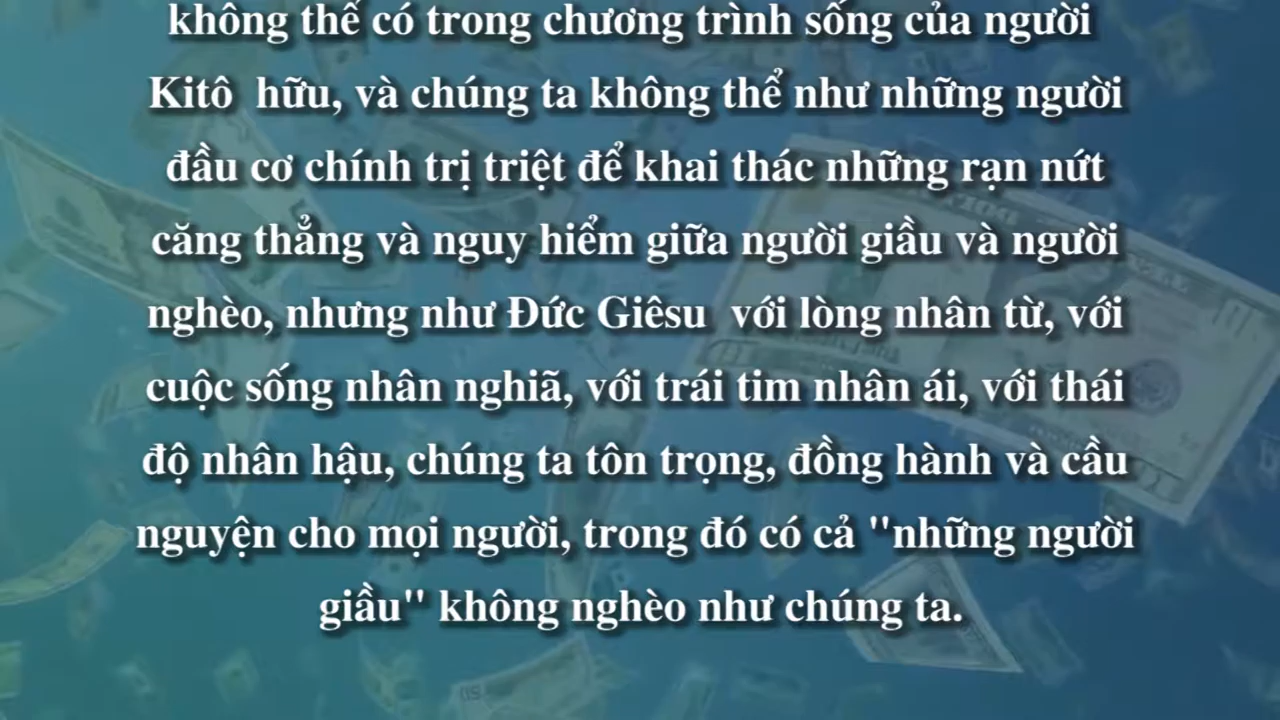 không thể có trong chương trình sống của người
Kitô  hữu, và chúng ta không thể như những người
đầu cơ chính trị triệt để khai thác những rạn nứt
căng thẳng và nguy hiểm giữa người giầu và người
nghèo, nhưng như Đức Giêsu  với lòng nhân từ, với
cuộc sống nhân nghiã, với trái tim nhân ái, với thái
độ nhân hậu, chúng ta tôn trọng, đồng hành và cầu
nguyện cho mọi người, trong đó có cả "những người
giầu" không nghèo như chúng ta.